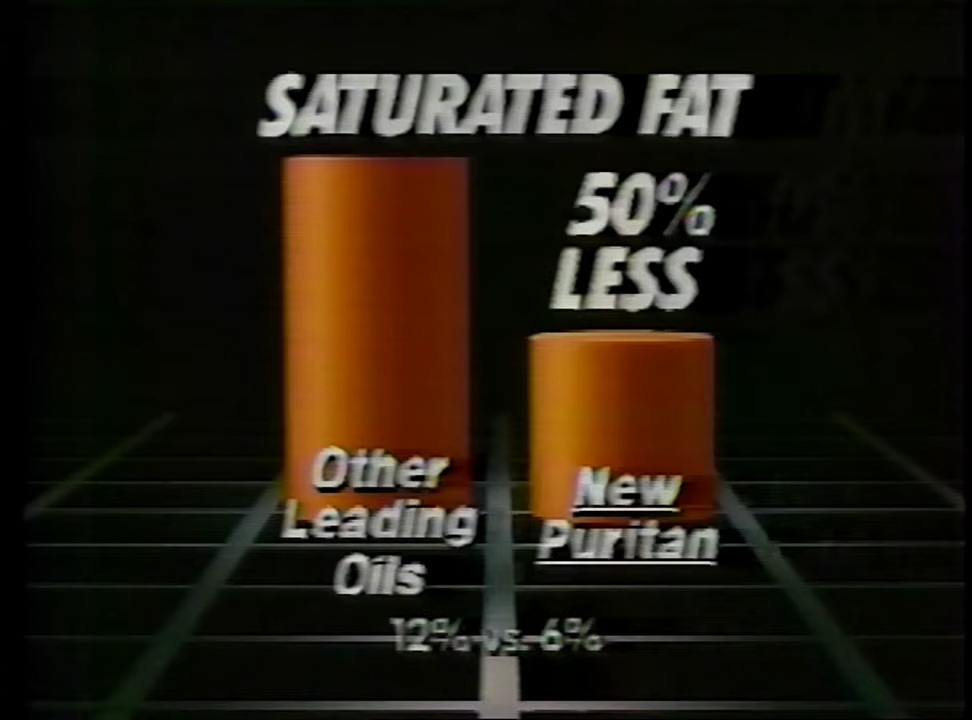 SATURATED FAT
50%
LESS
Other
Leading
Oils
New
Puritan
12% vs. 6%